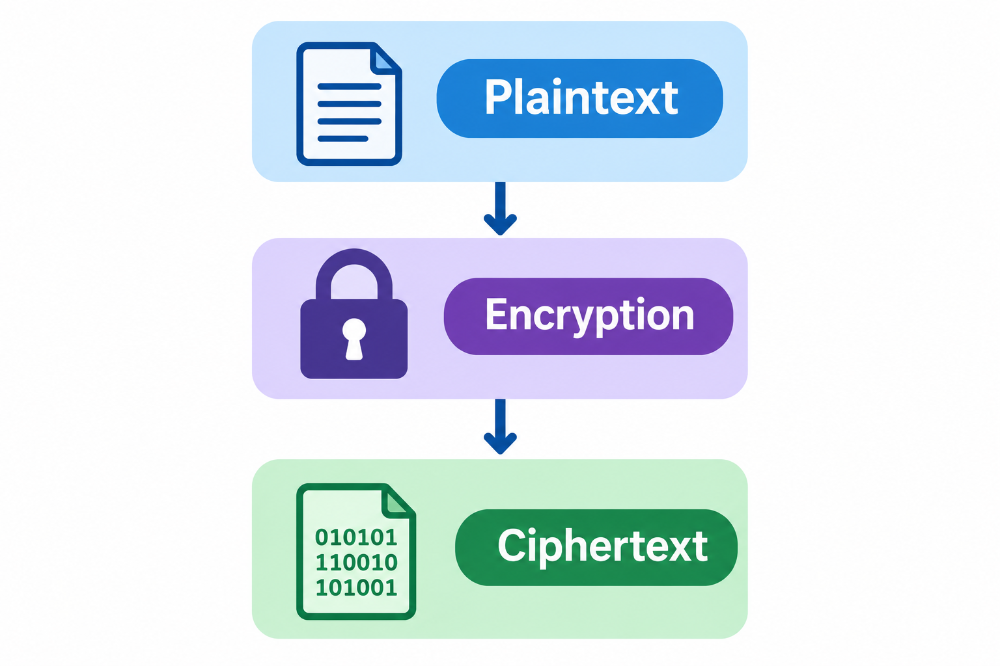 Plaintext
Encryption
010101
110010
101001
Ciphertext